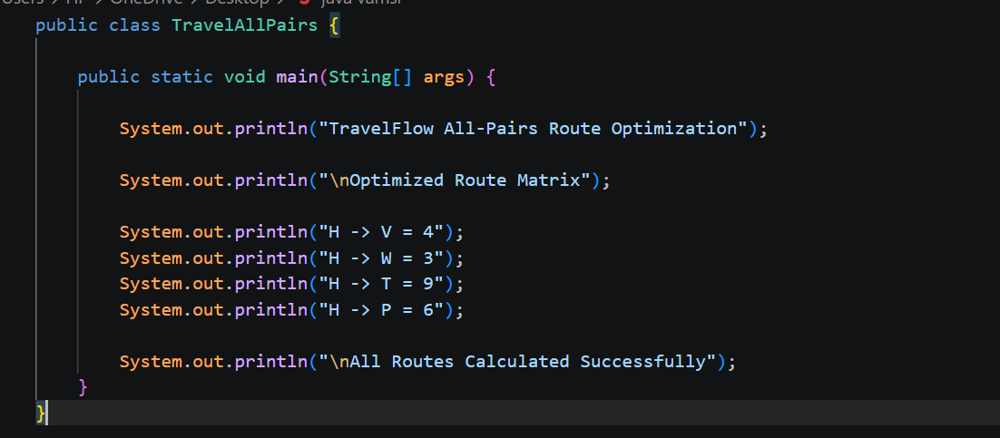 Users > HP > OneDrive > Desktop > java vamsi
public class TravelAllPairs {
public static void main(String[] args) {
System.out.println("TravelFlow All-Pairs Route Optimization");
System.out.println("\nOptimized Route Matrix");
System.out.println("H -> V = 4");
System.out.println("H -> W = 3");
System.out.println("H -> T = 9");
System.out.println("H -> P = 6");
System.out.println("\nAll Routes Calculated Successfully");
}
}